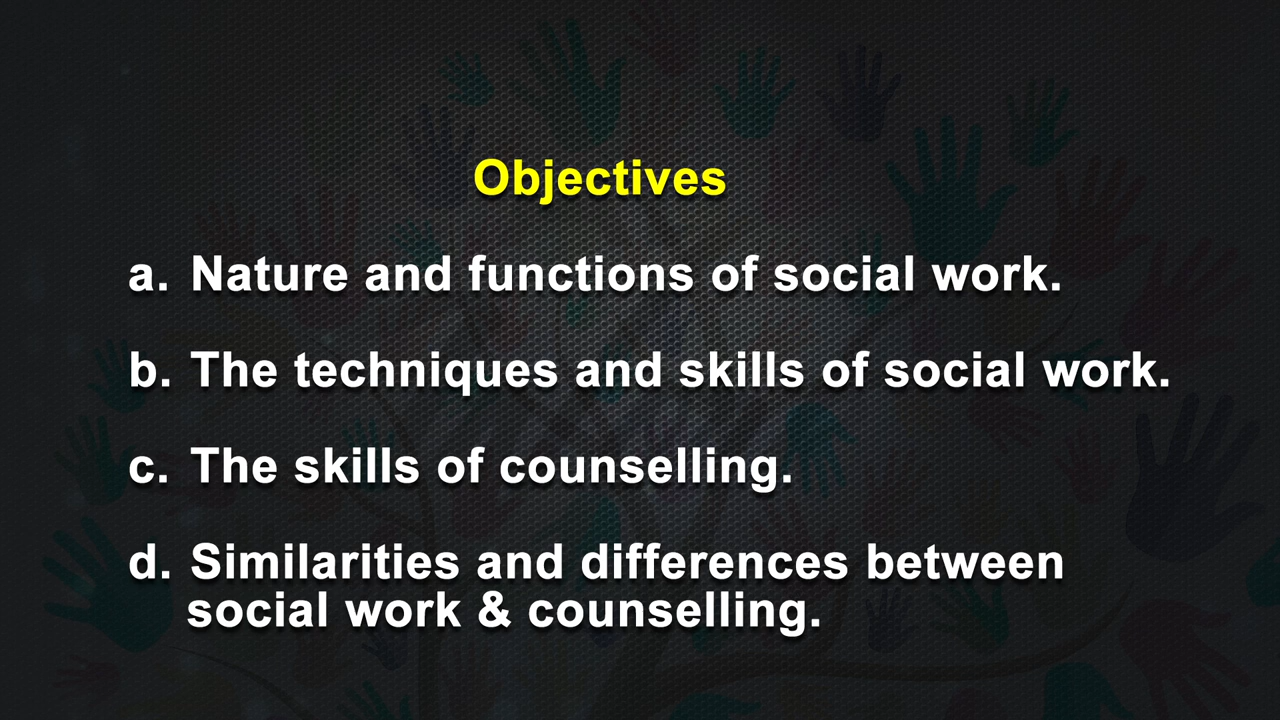 Objectives
a. Nature and functions of social work.
b. The techniques and skills of social work.
c. The skills of counselling.
d. Similarities and differences between
social work & counselling.